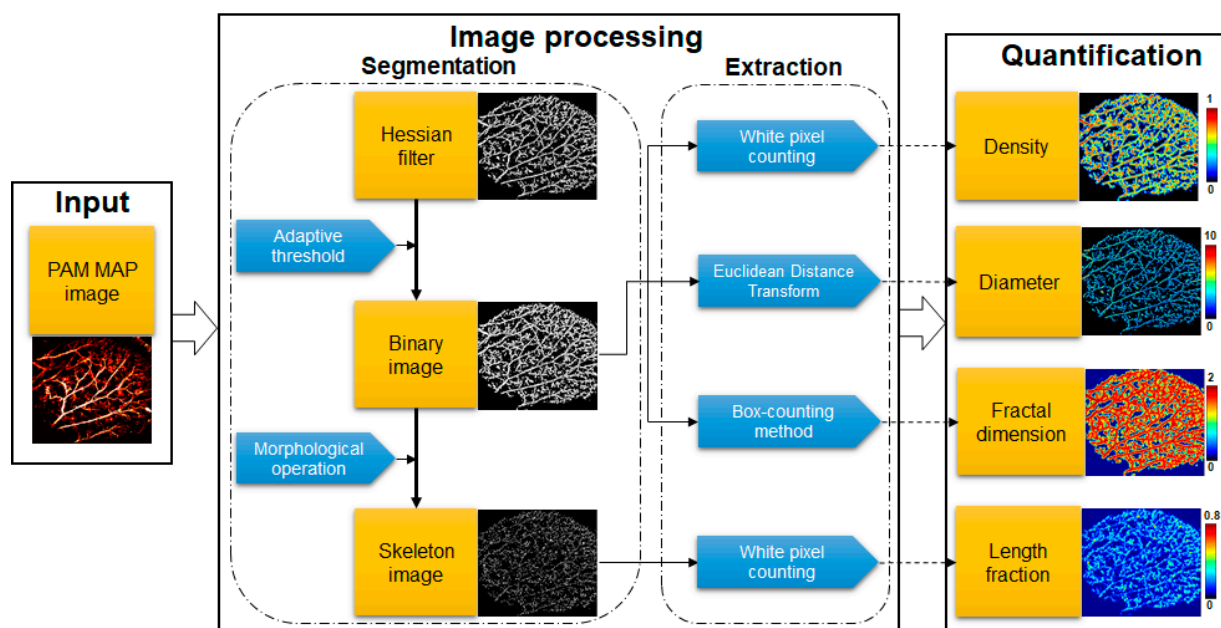 Input
PAM MAP
image
Image processing
Segmentation
Hessian
filter
Adaptive
threshold
Binary
image
Morphological
operation
Skeleton
image
Extraction
White pixel
counting
Euclidean Distance
Transform
Box-counting
method
White pixel
counting
Quantification
Density
1
0
Diameter
10
0
Fractal
dimension
2
0
Length
fraction
0.8
0